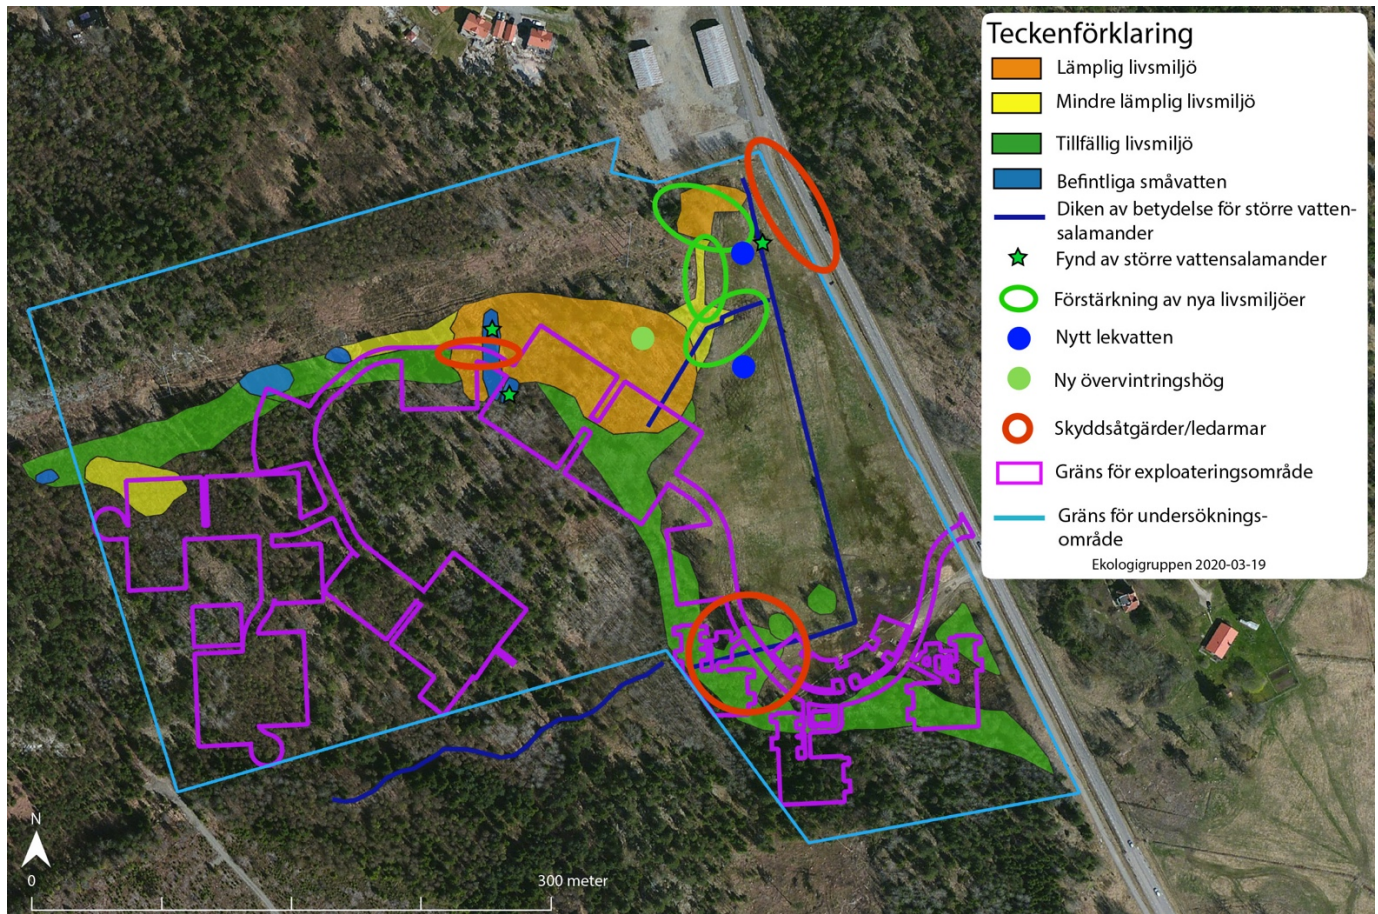 Teckenförklaring
Lämplig livsmiljö
Mindre lämplig livsmiljö
Tillfällig livsmiljö
Befintliga småvatten
Diken av betydelse för större vatten-
salamander
Fynd av större vattensalamander
Förstärkning av nya livsmiljöer
Nytt lekvatten
Ny övervintringshög
Skyddsåtgärder/ledarmar
Gräns för exploateringsområde
Gräns för undersöknings-
område
Ekologigruppen 2020-03-19
N
0 300 meter